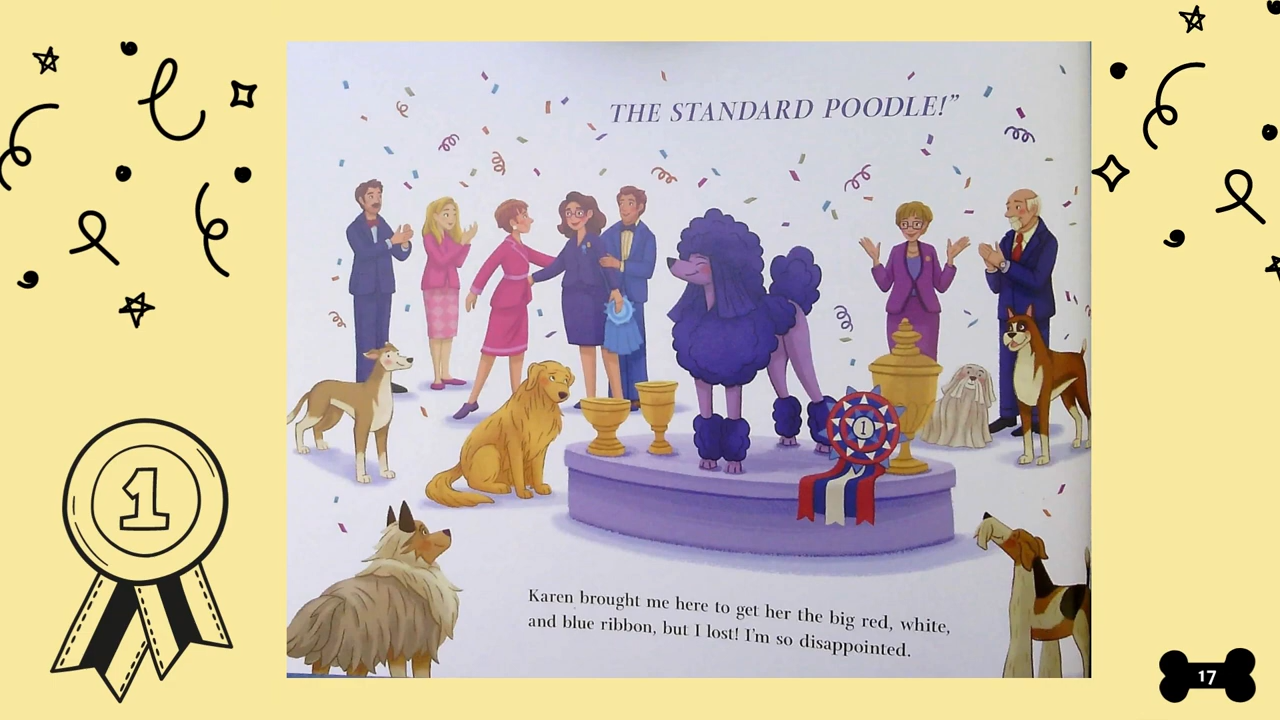 THE STANDARD POODLE!”
1
Karen brought me here to get her the big red, white,
and blue ribbon, but I lost! I’m so disappointed.
1
17